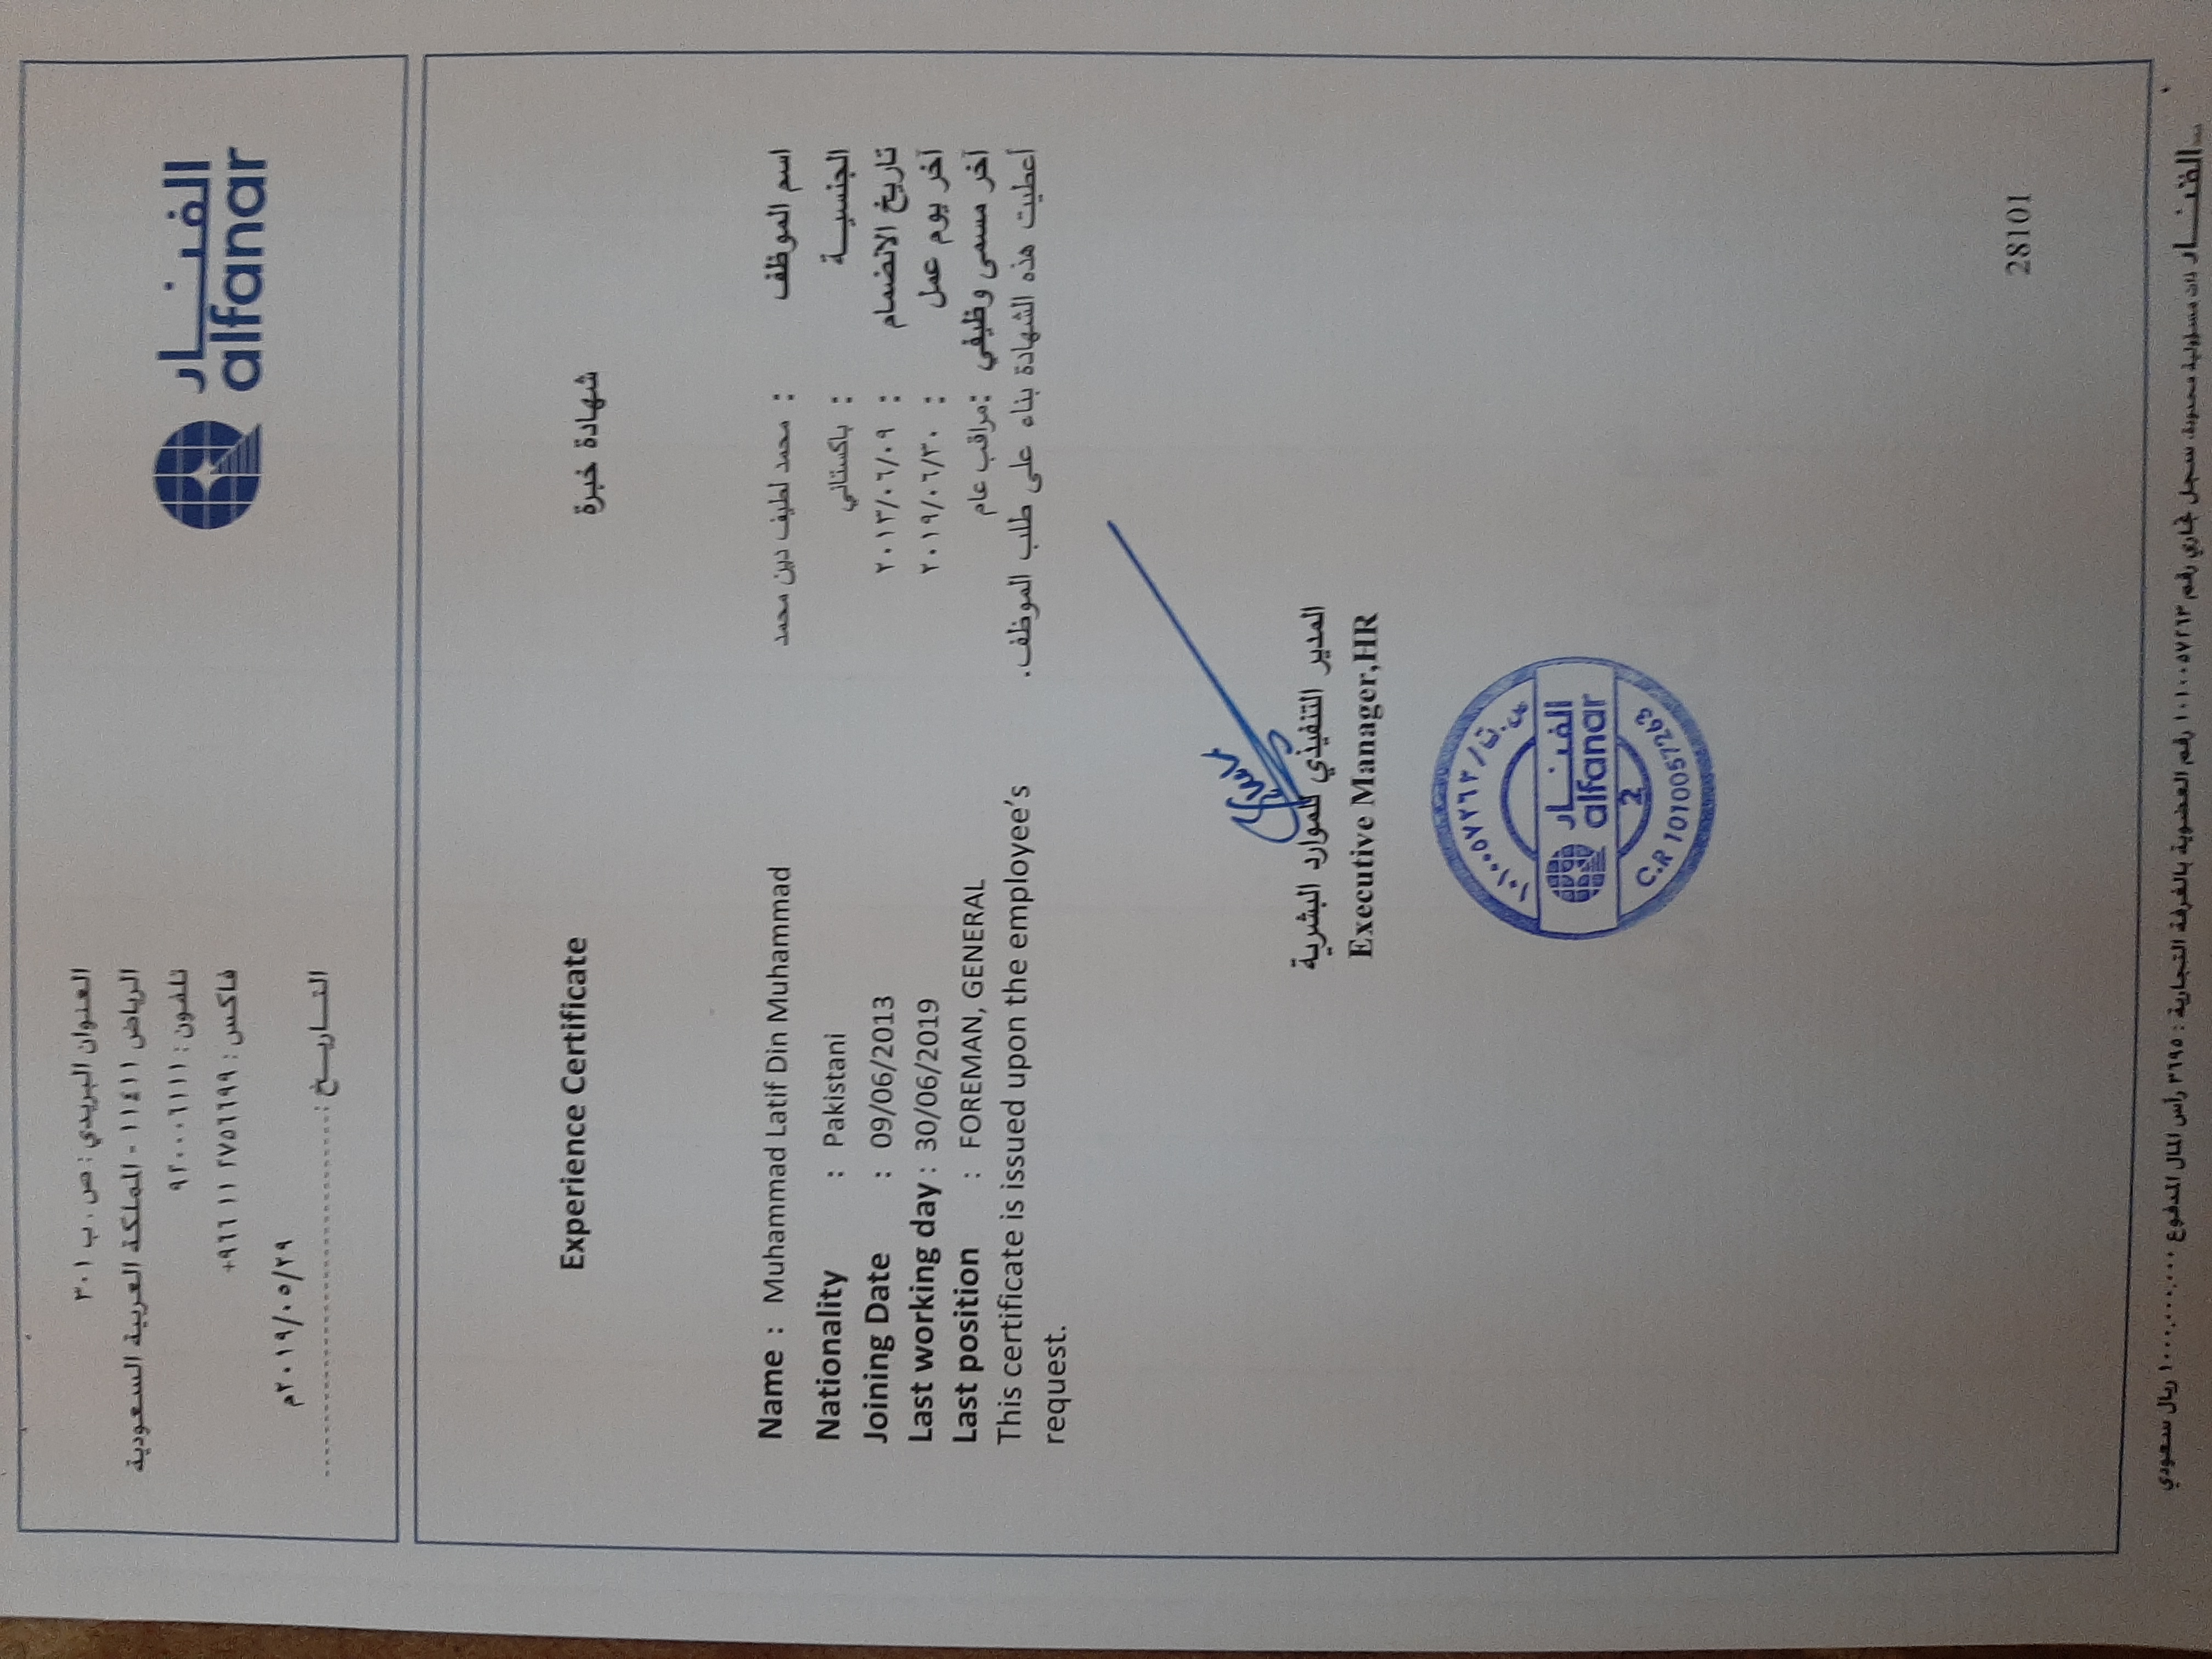 العنوان البريدي : ص . ب ٣٠١
الرياض ١١٤١١ - المملكة العربية السعودية
تلفون : ٩٢٠٠٠٦١١١
فاكس : ٢٧٥٦٦٩٩ ١١ ٩٦٦+
٢٠١٩/٠٥/٢٩م
التاريخ :
الفنار
alfanar
Experience Certificate
شهادة خبرة
Name : Muhammad Latif Din Muhammad
Nationality : Pakistani
Joining Date : 09/06/2013
Last working day : 30/06/2019
Last position : FOREMAN, GENERAL
This certificate is issued upon the employee's
request.
اسم الموظف : محمد لطيف دين محمد
الجنسية : باكستاني
تاريخ الانضمام : ٢٠١٣/٠٦/٠٩
آخر يوم عمل : ٢٠١٩/٠٦/٣٠
آخر مسمى وظيفي :مراقب عام
أعطيت هذه الشهادة بناء على طلب الموظف.
المدير التنفيذي للموارد البشرية
Executive Manager,HR
س.ت/ ١٠١٠٠٥٧٢٦٣
الفنار
alfanar
2
C.R 1010057263
28101
الفنار ذات مسؤولية محدودة، سجل تجاري رقم ١٠١٠٠٥٧٢٦٣ رقم العضوية بالغرفة التجارية : ٣٦٩٥ رأس المال المدفوع ١٠٠٠,٠٠٠,٠٠٠ ريال سعودي